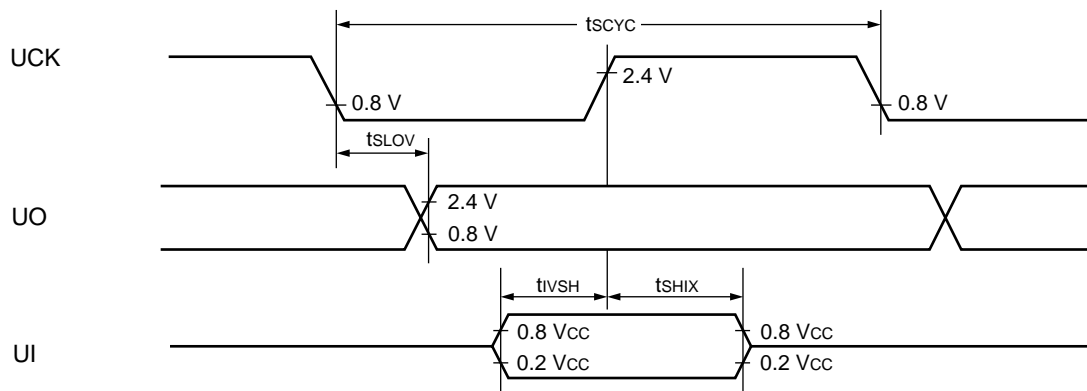 tSCYC
UCK
2.4 V
0.8 V
0.8 V
tSLOV
2.4 V
UO
0.8 V
tIVSH
tSHIX
0.8 VCC
0.8 VCC
UI
0.2 VCC
0.2 VCC